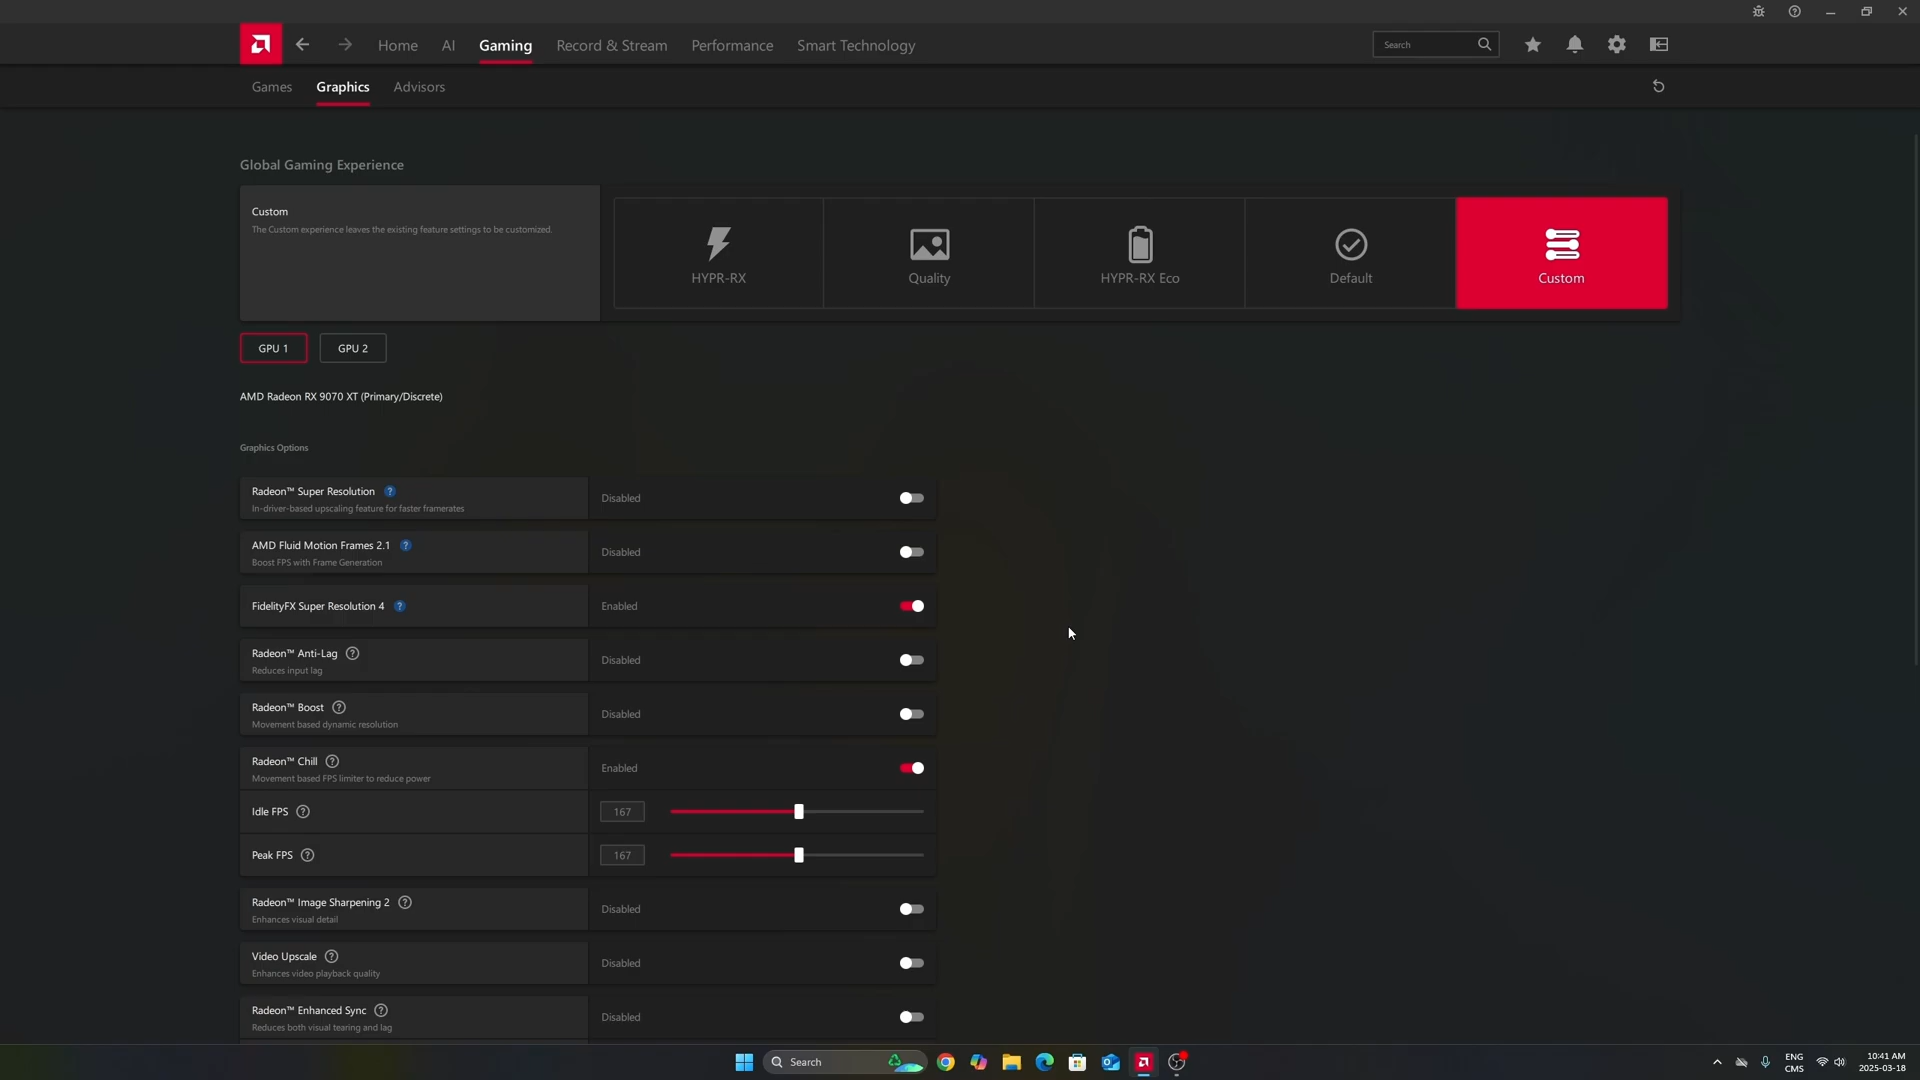 Home AI Gaming Record & Stream Performance Smart Technology Search
Games Graphics Advisors
Global Gaming Experience
Custom
The Custom experience leaves the existing feature settings to be customized.
HYPR-RX Quality HYPR-RX Eco Default Custom
GPU 1 GPU 2
AMD Radeon RX 9070 XT (Primary/Discrete)
Graphics Options
Radeon™ Super Resolution ? Disabled
In-driver-based upscaling feature for faster framerates
AMD Fluid Motion Frames 2.1 ? Disabled
Boost FPS with Frame Generation
FidelityFX Super Resolution 4 ? Enabled
Radeon™ Anti-Lag ? Disabled
Reduces input lag
Radeon™ Boost ? Disabled
Movement based dynamic resolution
Radeon™ Chill ? Enabled
Movement based FPS limiter to reduce power
Idle FPS ? 167
Peak FPS ? 167
Radeon™ Image Sharpening 2 ? Disabled
Enhances visual detail
Video Upscale ? Disabled
Enhances video playback quality
Radeon™ Enhanced Sync ? Disabled
Reduces both visual tearing and lag
Search
ENG
CMS
10:41 AM
2025-03-18